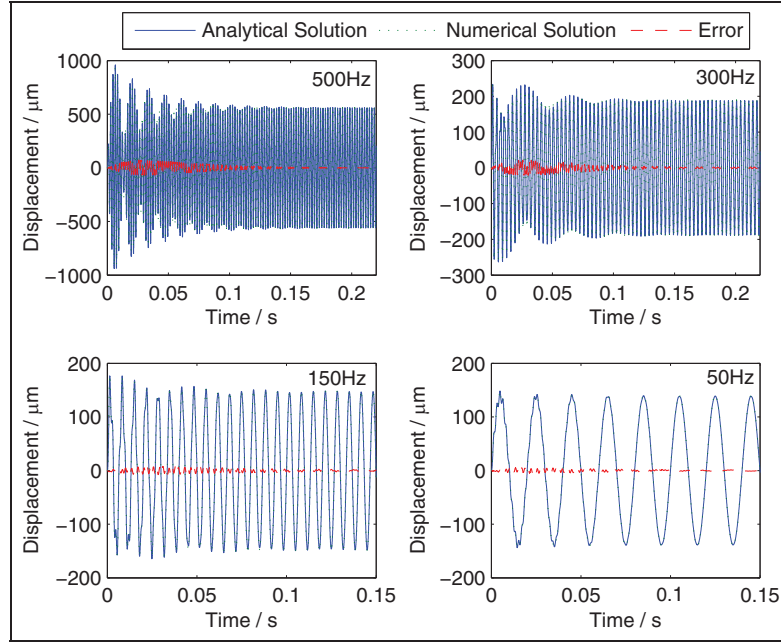 Analytical Solution Numerical Solution Error
1000
500
0
−500
−1000
Displacement / μm
500Hz
0 0.05 0.1 0.15 0.2
Time / s
300
200
100
0
−100
−200
−300
Displacement / μm
300Hz
0 0.05 0.1 0.15 0.2
Time / s
200
100
0
−100
−200
Displacement / μm
150Hz
0 0.05 0.1 0.15
Time / s
200
100
0
−100
−200
Displacement / μm
50Hz
0 0.05 0.1 0.15
Time / s